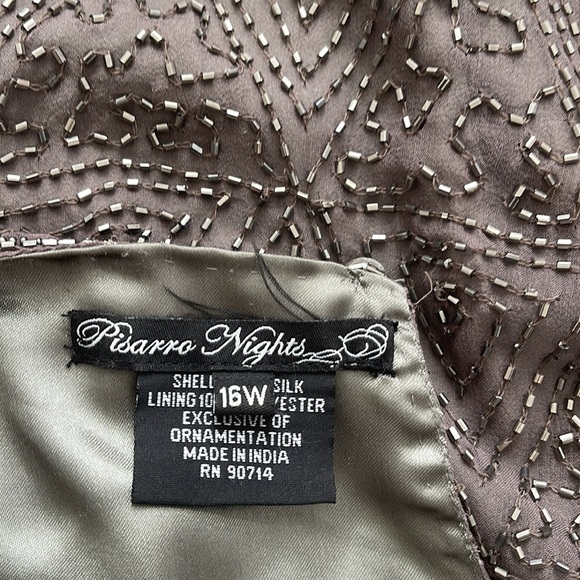 Pisarro Nights
SHELL SILK
16W
LINING
EXCLUSIVE OF
ORNAMENTATION
MADE IN INDIA
RN 90714